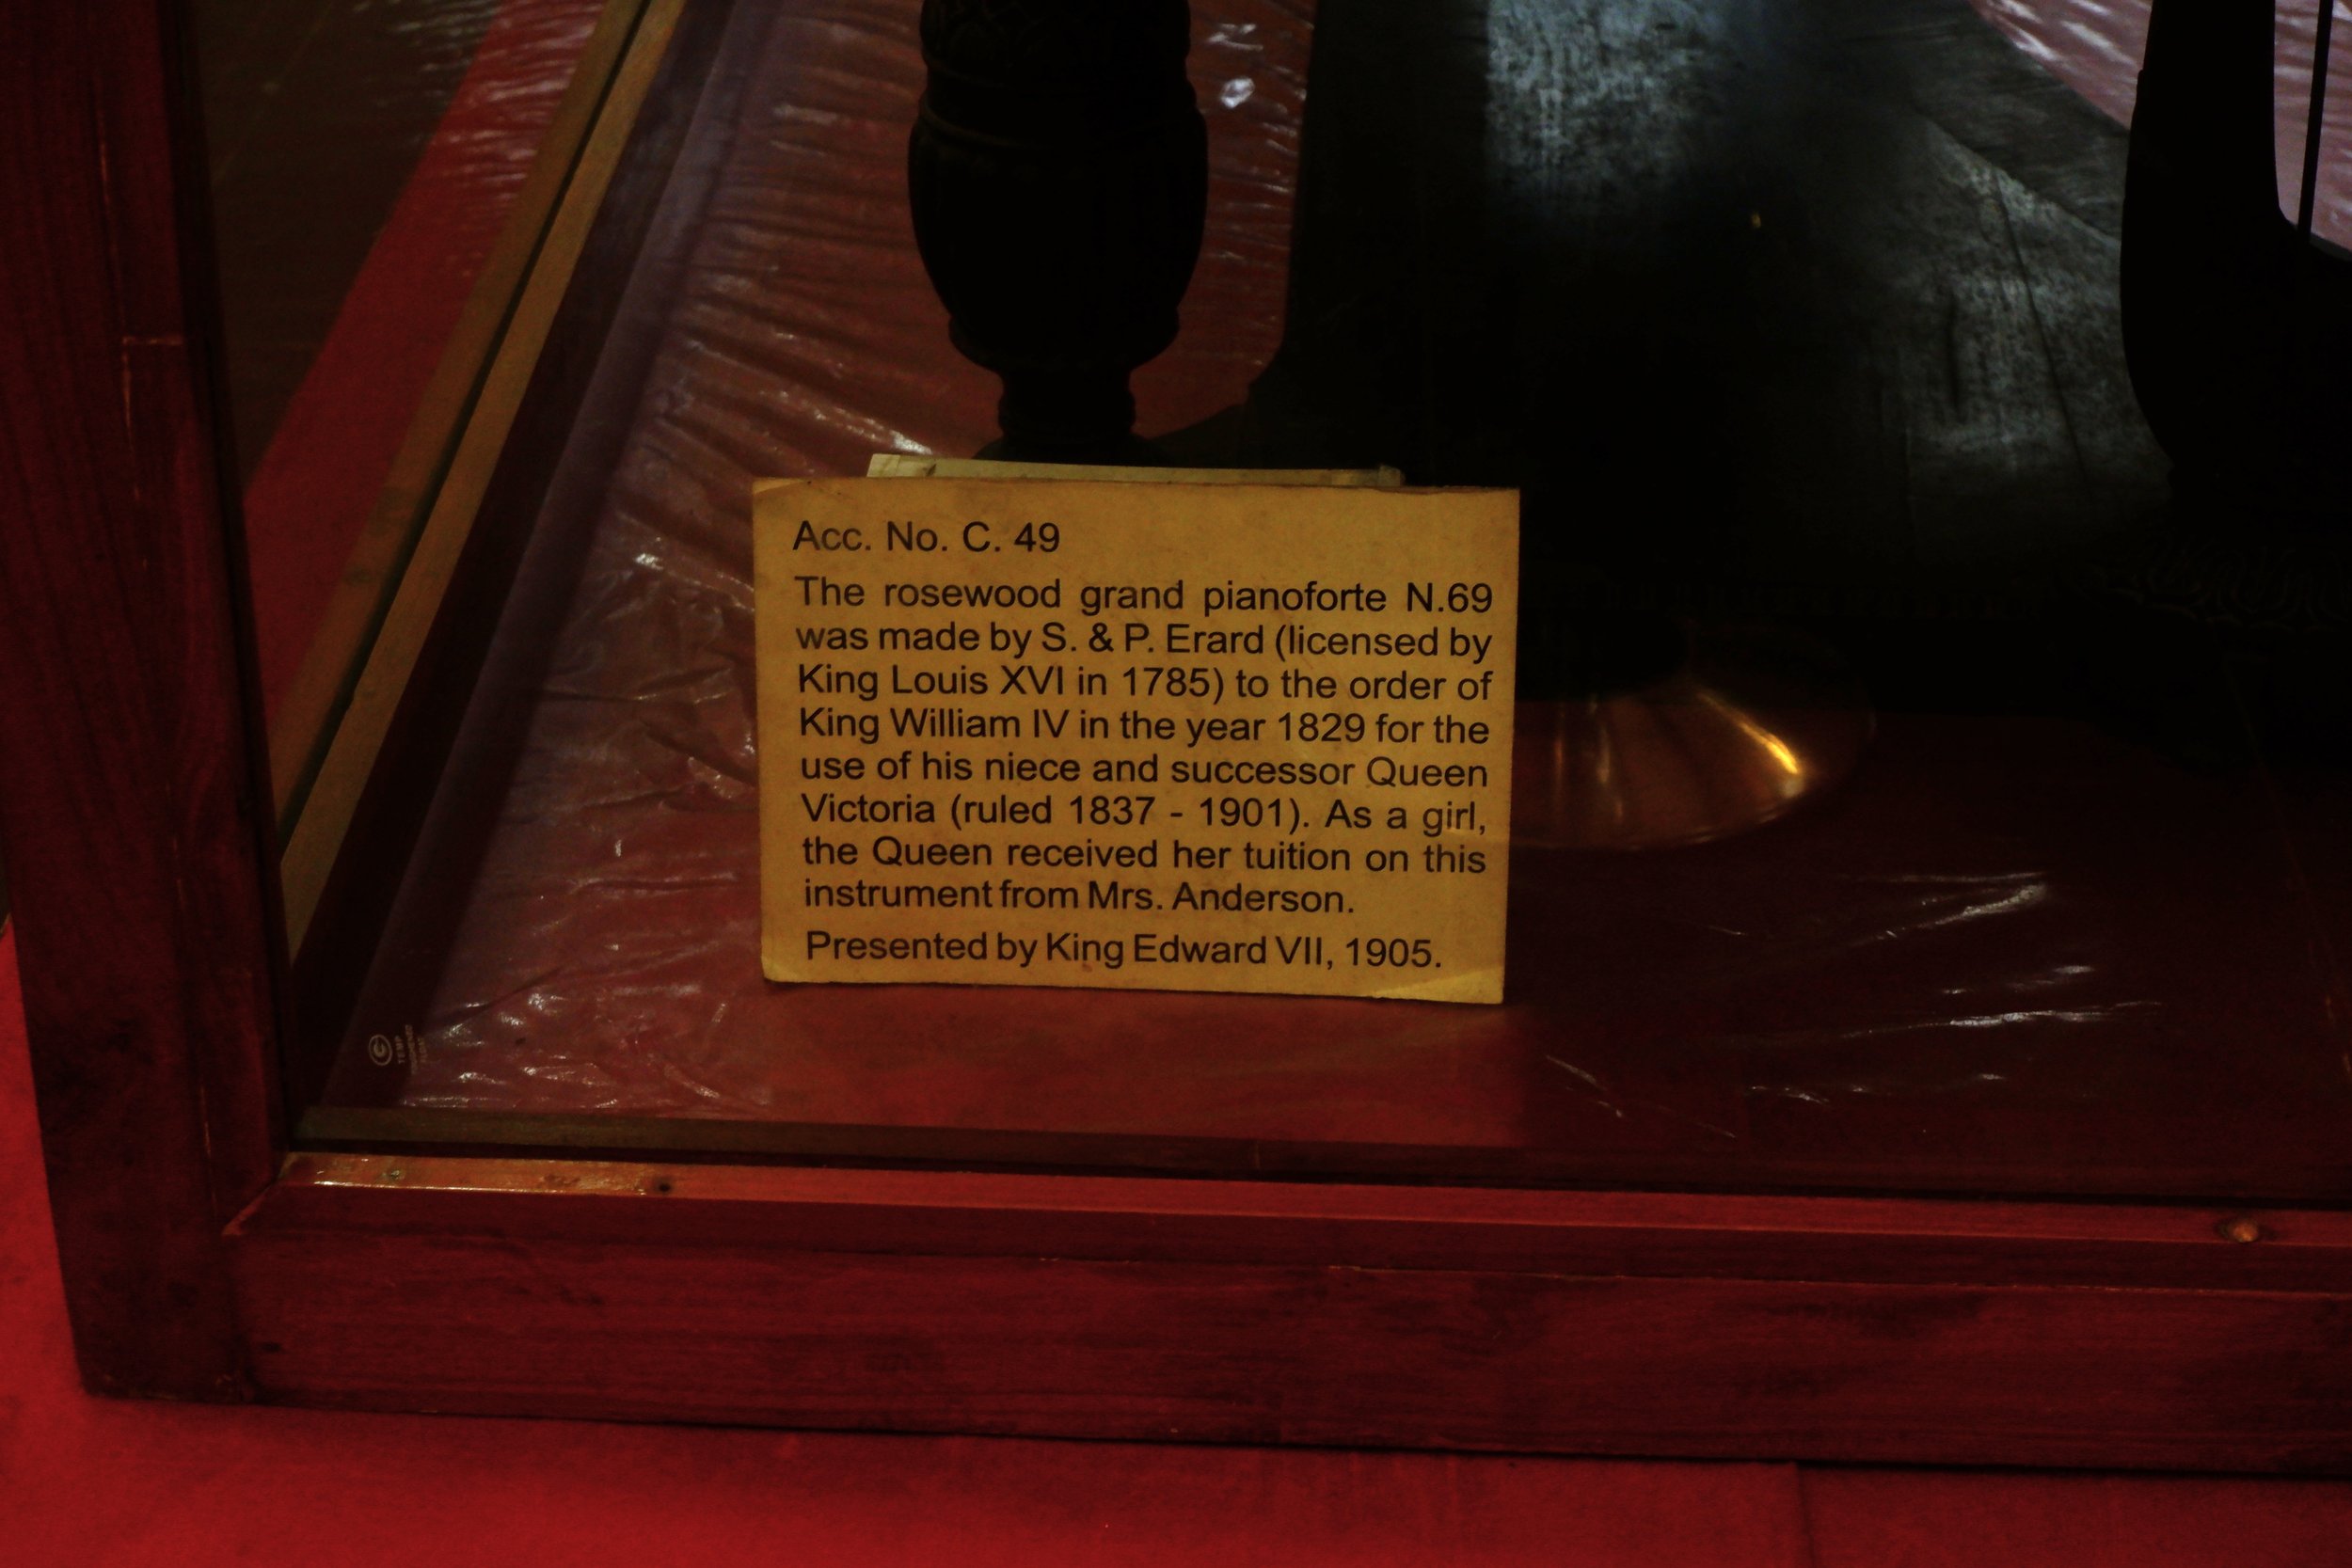 Acc. No. C. 49
The rosewood grand pianoforte N.69
was made by S. & P. Erard (licensed by
King Louis XVI in 1785) to the order of
King William IV in the year 1829 for the
use of his niece and successor Queen
Victoria (ruled 1837 - 1901). As a girl,
the Queen received her tuition on this
instrument from Mrs. Anderson.
Presented by King Edward VII, 1905.
TEMP